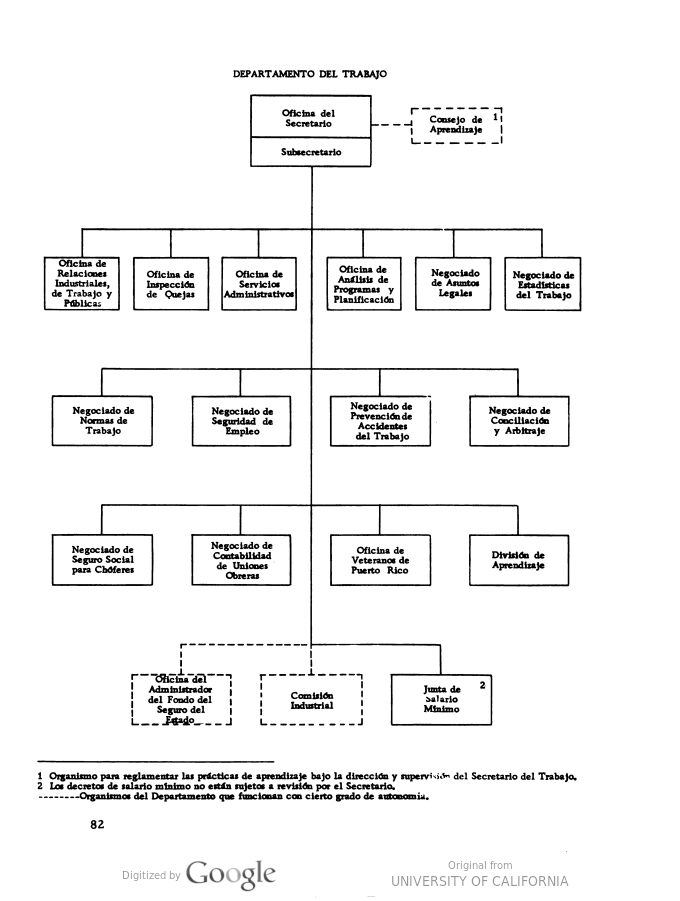 DEPARTAMENTO DEL TRABAJO
Oficina del
Secretario
Subsecretario
Consejo de 1
Aprendizaje
Oficina de
Relaciones
Industriales,
de Trabajo y
Públicas
Oficina de
Inspección
de Quejas
Oficina de
Servicios
Administrativos
Oficina de
Análisis de
Programas y
Planificación
Negociado
de Asuntos
Legales
Negociado de
Estadísticas
del Trabajo
Negociado de
Normas de
Trabajo
Negociado de
Seguridad de
Empleo
Negociado de
Prevención de
Accidentes
del Trabajo
Negociado de
Conciliación
y Arbitraje
Negociado de
Seguro Social
para Chóferes
Negociado de
Contabilidad
de Uniones
Obreras
Oficina de
Veteranos de
Puerto Rico
División de
Aprendizaje
Oficina del
Administrador
del Fondo del
Seguro del
Estado
Comisión
Industrial
Junta de 2
Salario
Mínimo
1 Organismo para reglamentar las prácticas de aprendizaje bajo la dirección y supervisión del Secretario del Trabajo.
2 Los decretos de salario mínimo no están sujetos a revisión por el Secretario.
--------Organismos del Departamento que funcionan con cierto grado de autonomía.
82
Digitized by Google
Original from
UNIVERSITY OF CALIFORNIA